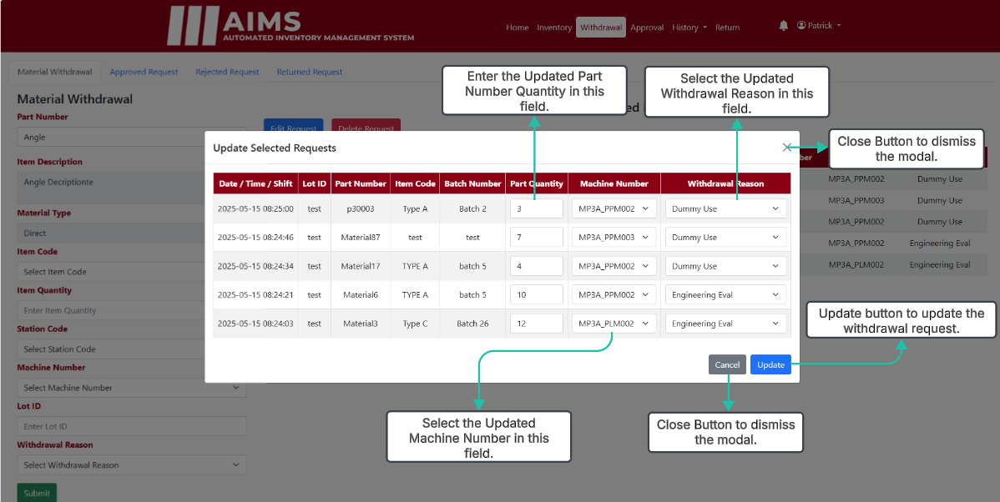 AIMS
AUTOMATED INVENTORY MANAGEMENT SYSTEM
Home Inventory Withdrawal Approval History Return Patrick
Material Withdrawal Approved Request Rejected Request Returned Request
Material Withdrawal
Part Number
Angle
Item Description
Angle Decriptionte
Material Type
Direct
Item Code
Select Item Code
Item Quantity
Enter Item Quantity
Station Code
Select Station Code
Machine Number
Select Machine Number
Lot ID
Enter Lot ID
Withdrawal Reason
Select Withdrawal Reason
Submit
Edit Request Delete Request
Enter the Updated Part
Number Quantity in this
field.
Select the Updated
Withdrawal Reason in this
field.
Close Button to dismiss
the modal.
Update Selected Requests
Date / Time / Shift Lot ID Part Number Item Code Batch Number Part Quantity Machine Number Withdrawal Reason
2025-05-15 08:25:00 test p30003 Type A Batch 2 3 MP3A_PPM002 Dummy Use
2025-05-15 08:24:46 test Material87 test test 7 MP3A_PPM003 Dummy Use
2025-05-15 08:24:34 test Material17 TYPE A batch 5 4 MP3A_PPM002 Dummy Use
2025-05-15 08:24:21 test Material6 TYPE A batch 5 10 MP3A_PPM002 Engineering Eval
2025-05-15 08:24:03 test Material3 Type C Batch 26 12 MP3A_PLM002 Engineering Eval
Cancel Update
MP3A_PPM002 Dummy Use
MP3A_PPM003 Dummy Use
MP3A_PPM002 Dummy Use
MP3A_PPM002 Engineering Eval
MP3A_PLM002 Engineering Eval
Update button to update the
withdrawal request.
Select the Updated
Machine Number in this
field.
Close Button to dismiss
the modal.